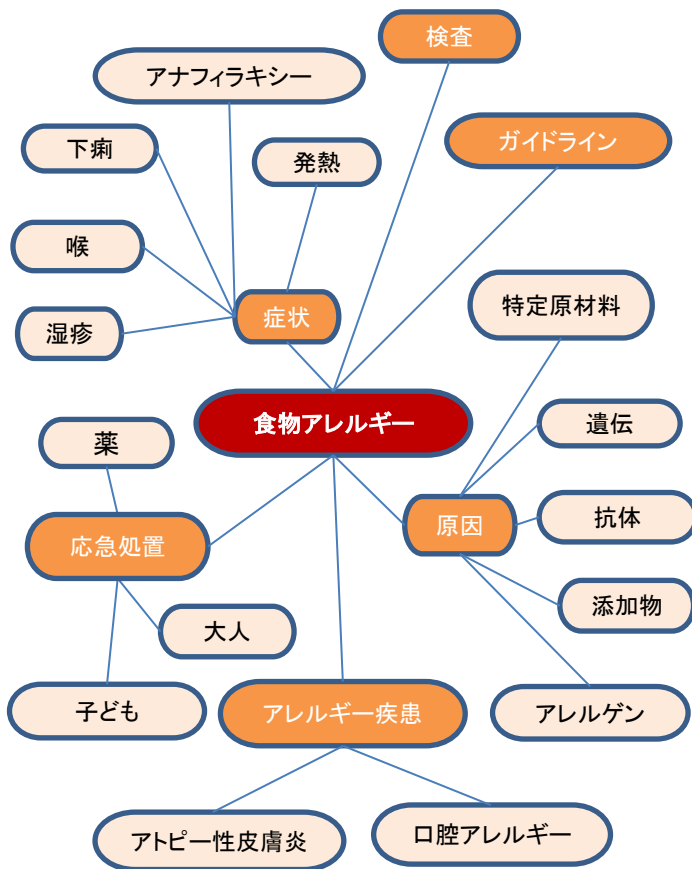 検査
アナフィラキシー
ガイドライン
下痢
発熱
喉
特定原材料
症状
湿疹
食物アレルギー
遺伝
薬
抗体
原因
応急処置
添加物
大人
子ども
アレルギー疾患
アレルゲン
アトピー性皮膚炎
口腔アレルギー